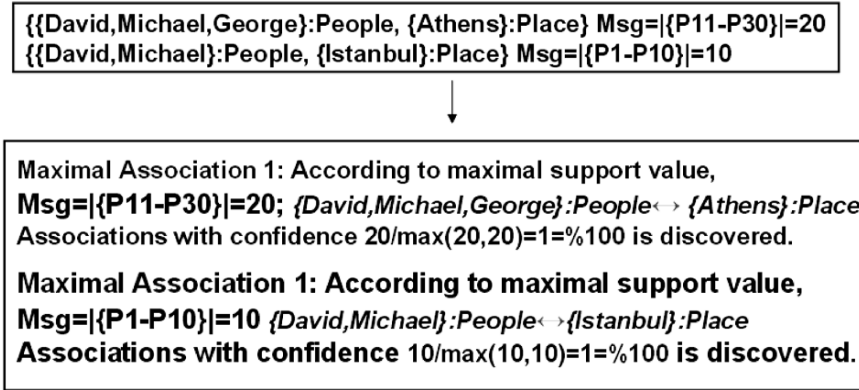 {{David,Michael,George}:People, {Athens}:Place} Msg=|{P11-P30}|=20
{{David,Michael}:People, {Istanbul}:Place} Msg=|{P1-P10}|=10
Maximal Association 1: According to maximal support value,
Msg=|{P11-P30}|=20; {David,Michael,George}:People↔ {Athens}:Place
Associations with confidence 20/max(20,20)=1=%100 is discovered.
Maximal Association 1: According to maximal support value,
Msg=|{P1-P10}|=10 {David,Michael}:People↔{Istanbul}:Place
Associations with confidence 10/max(10,10)=1=%100 is discovered.